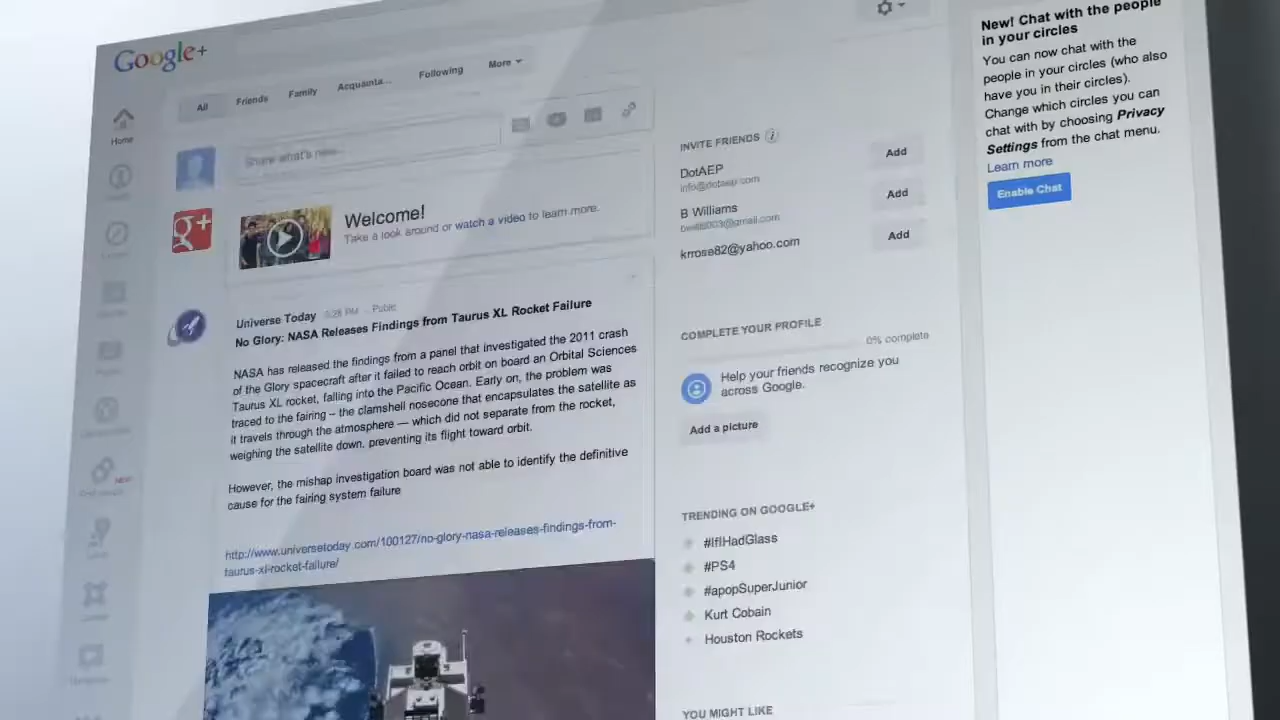 Google+
All
Friends
Family
Acquainta...
Following
More
Home
Share what's new...
Welcome!
Take a look around or watch a video to learn more.
g+
Universe Today
5:28 PM
Public
No Glory: NASA Releases Findings from Taurus XL Rocket Failure
NASA has released the findings from a panel that investigated the 2011 crash
of the Glory spacecraft after it failed to reach orbit on board an Orbital Sciences
Taurus XL rocket, falling into the Pacific Ocean. Early on, the problem was
traced to the fairing – the clamshell nosecone that encapsulates the satellite as
it travels through the atmosphere — which did not separate from the rocket,
weighing the satellite down, preventing its flight toward orbit.
However, the mishap investigation board was not able to identify the definitive
cause for the fairing system failure
http://www.universetoday.com/100127/no-glory-nasa-releases-findings-from-
taurus-xl-rocket-failure/
INVITE FRIENDS
DotAEP
info@dotaep.com
Add
B Williams
Add
krrose82@yahoo.com
Add
COMPLETE YOUR PROFILE
0% complete
Help your friends recognize you
across Google.
Add a picture
TRENDING ON GOOGLE+
#IfIHadGlass
#PS4
#apopSuperJunior
Kurt Cobain
Houston Rockets
YOU MIGHT LIKE
New! Chat with the people
in your circles
You can now chat with the
people in your circles (who also
have you in their circles).
Change which circles you can
chat with by choosing Privacy
Settings from the chat menu.
Learn more
Enable Chat